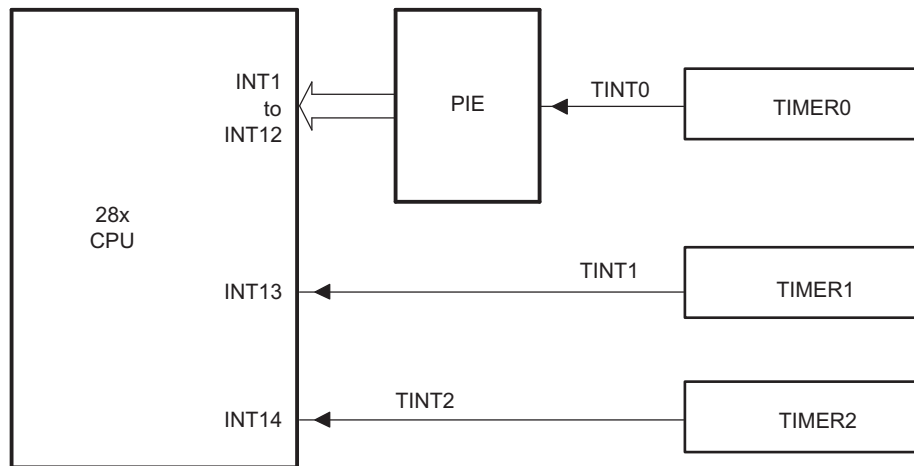 INT1
to
INT12
PIE
TINT0
TIMER0
28x
CPU
INT13
TINT1
TIMER1
INT14
TINT2
TIMER2